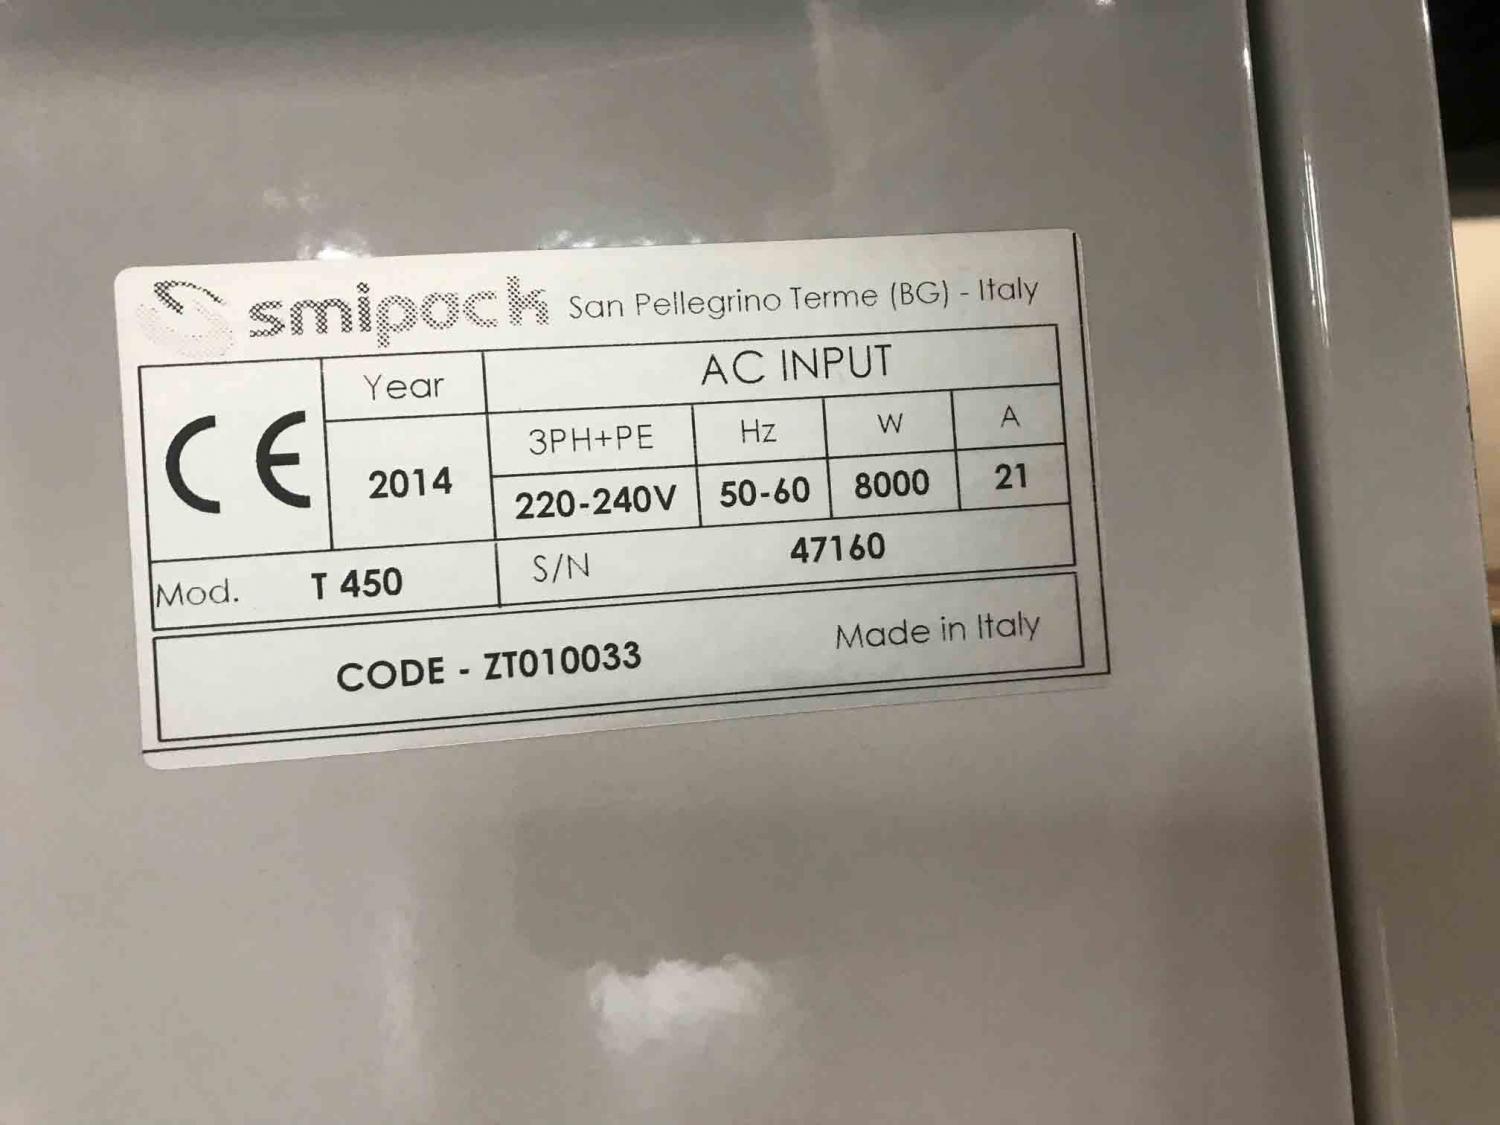 smipack San Pellegrino Terme (BG) - Italy
CE Year AC INPUT
3PH+PE Hz W A
2014 220-240V 50-60 8000 21
Mod. T 450 S/N 47160
CODE - ZT010033 Made in Italy